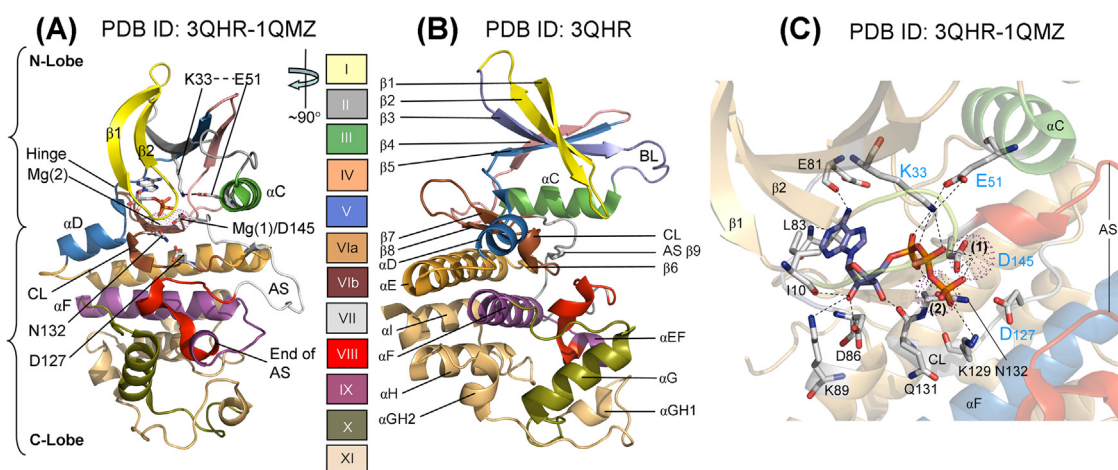 (A) PDB ID: 3QHR-1QMZ
N-Lobe
K33---E51
~90°
β1
β2
Hinge
Mg(2)
αC
αD
Mg(1)/D145
CL
αF
AS
N132
D127
End of
AS
C-Lobe
I
II
III
IV
V
VIa
VIb
VII
VIII
IX
X
XI
(B) PDB ID: 3QHR
β1
β2
β3
β4
β5
BL
αC
β7
β8
αD
αE
CL
AS β9
β6
αI
αF
αH
αGH2
αEF
αG
αGH1
(C) PDB ID: 3QHR-1QMZ
αC
E81
K33
E51
β2
β1
L83
AS
(1)
D145
I10
(2)
D127
D86
CL
K129
N132
K89
Q131
αF